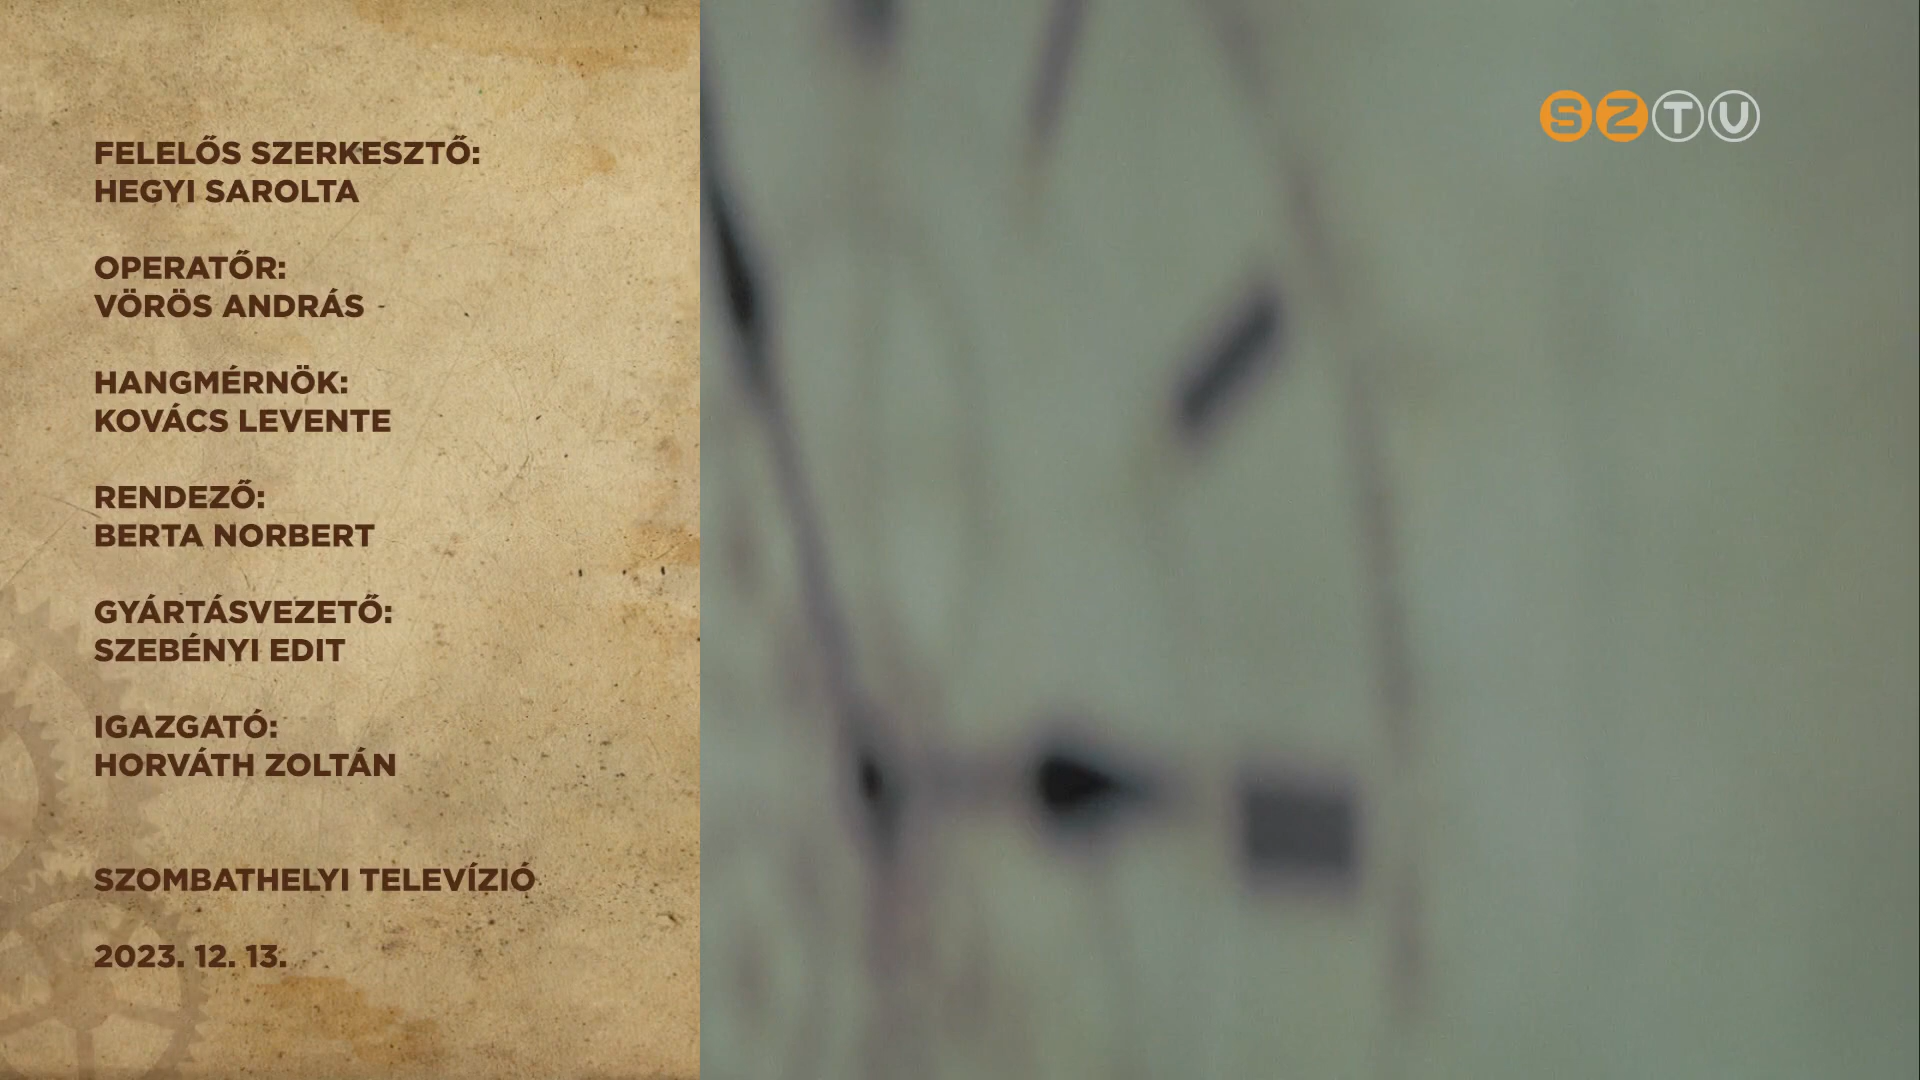 FELELŐS SZERKESZTŐ:
HEGYI SAROLTA
OPERATŐR:
VÖRÖS ANDRÁS
HANGMÉRNÖK:
KOVÁCS LEVENTE
RENDEZŐ:
BERTA NORBERT
GYÁRTÁSVEZETŐ:
SZEBÉNYI EDIT
IGAZGATÓ:
HORVÁTH ZOLTÁN
SZOMBATHELYI TELEVÍZIÓ
2023. 12. 13.
SZTV